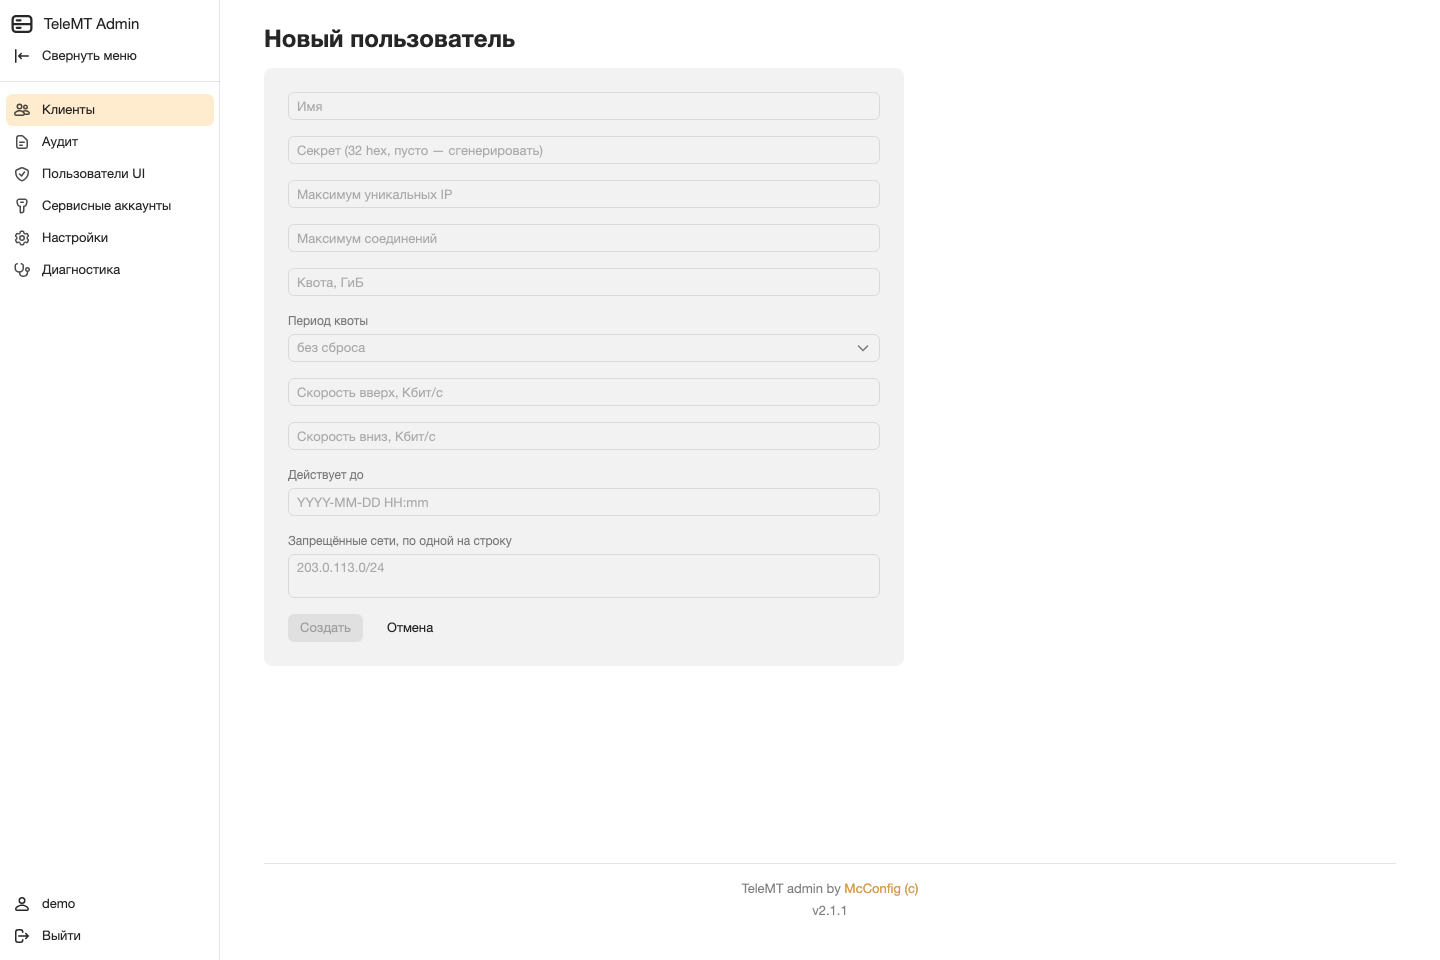 TeleMT Admin
Свернуть меню
Клиенты
Аудит
Пользователи UI
Сервисные аккаунты
Настройки
Диагностика
demo
Выйти
Новый пользователь
Имя
Секрет (32 hex, пусто — сгенерировать)
Максимум уникальных IP
Максимум соединений
Квота, ГиБ
Период квоты
без сброса
Скорость вверх, Кбит/с
Скорость вниз, Кбит/с
Действует до
YYYY-MM-DD HH:mm
Запрещённые сети, по одной на строку
203.0.113.0/24
Создать Отмена
TeleMT admin by McConfig (c)
v2.1.1